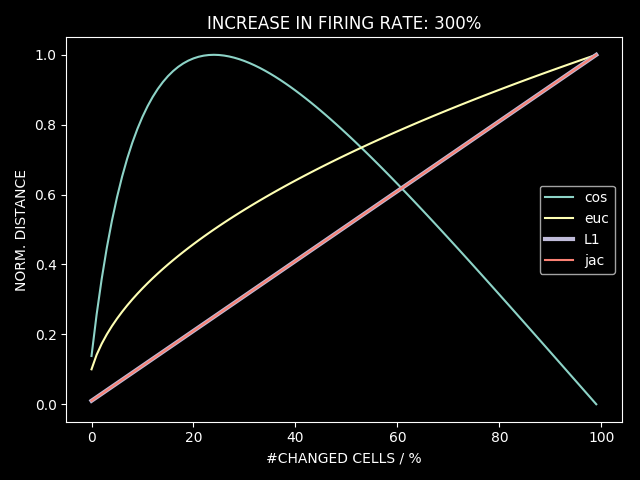 INCREASE IN FIRING RATE: 300%
1.0
0.8
0.6
0.4
0.2
0.0
NORM. DISTANCE
cos
euc
L1
jac
0 20 40 60 80 100
#CHANGED CELLS / %